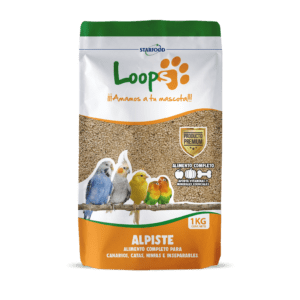 STARFOOD
Loops
¡¡¡Amamos a tu mascota!!!
PRODUCTO
PREMIUM
ALIMENTO COMPLETO
1KG
ALPISTE
ALIMENTO COMPLETO PARA
CANARIOS, CATAS, NINFAS E INSEPARABLES